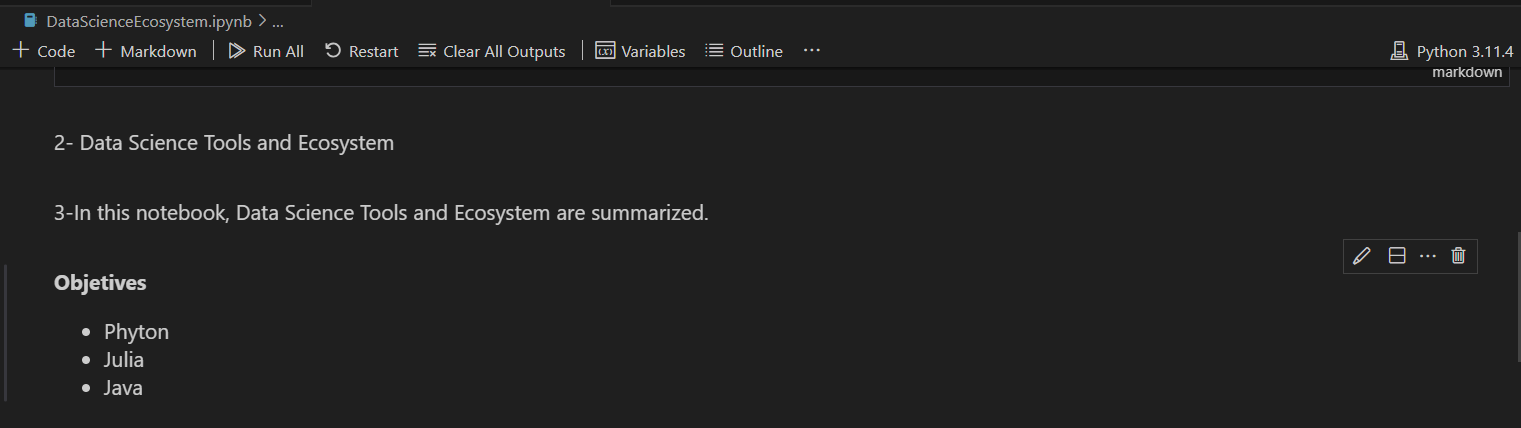 DataScienceEcosystem.ipynb > ...
+ Code + Markdown | Run All Restart Clear All Outputs | Variables Outline ... Python 3.11.4
markdown
2- Data Science Tools and Ecosystem
3-In this notebook, Data Science Tools and Ecosystem are summarized.
...
Objetives
• Phyton
• Julia
• Java